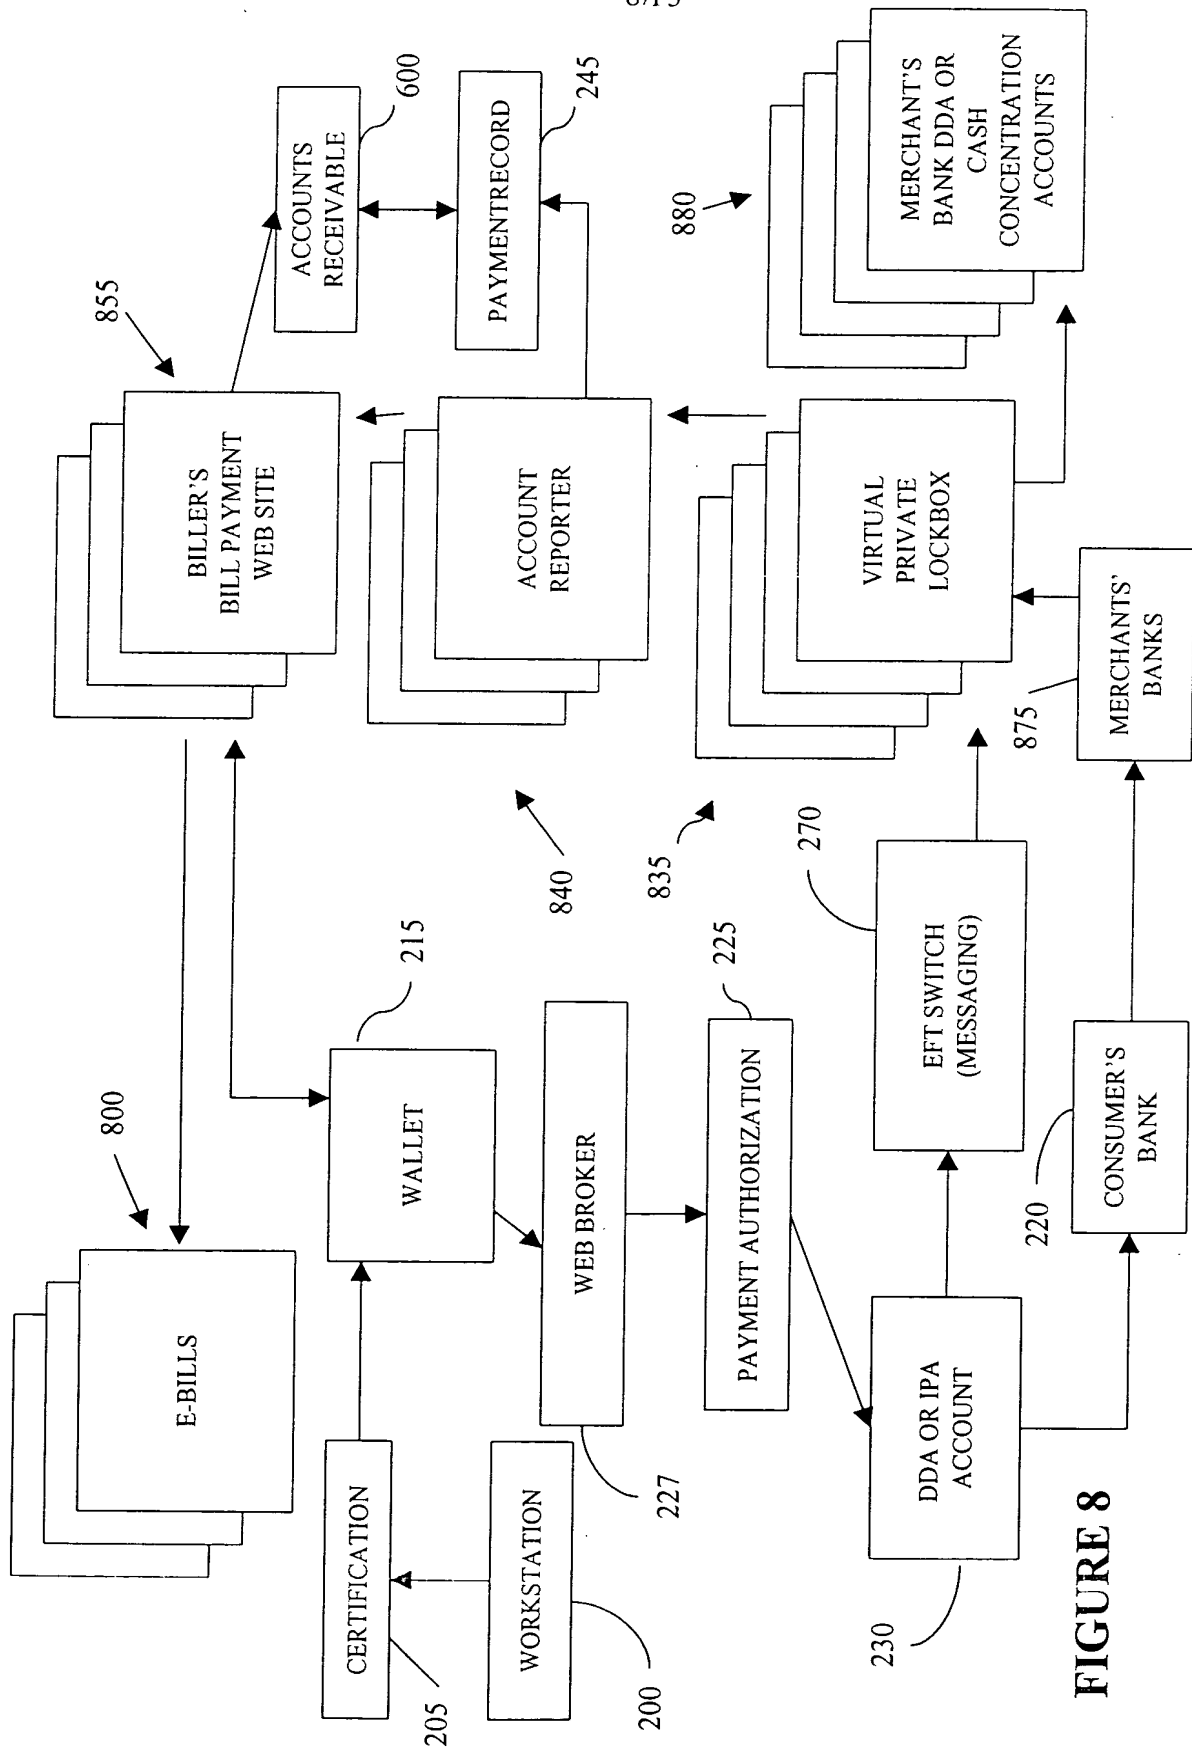 E-BILLS
800
855
BILLER'S
BILL PAYMENT
WEB SITE
CERTIFICATION
205
WORKSTATION
200
WALLET
215
ACCOUNTS
RECEIVABLE
600
WEB BROKER
227
840
ACCOUNT
REPORTER
PAYMENTRECORD
245
PAYMENT AUTHORIZATION
225
835
880
DDA OR IPA
ACCOUNT
230
EFT SWITCH
(MESSAGING)
270
VIRTUAL
PRIVATE
LOCKBOX
MERCHANT'S
BANK DDA OR
CASH
CONCENTRATION
ACCOUNTS
220
CONSUMER'S
BANK
875
MERCHANTS'
BANKS
FIGURE 8